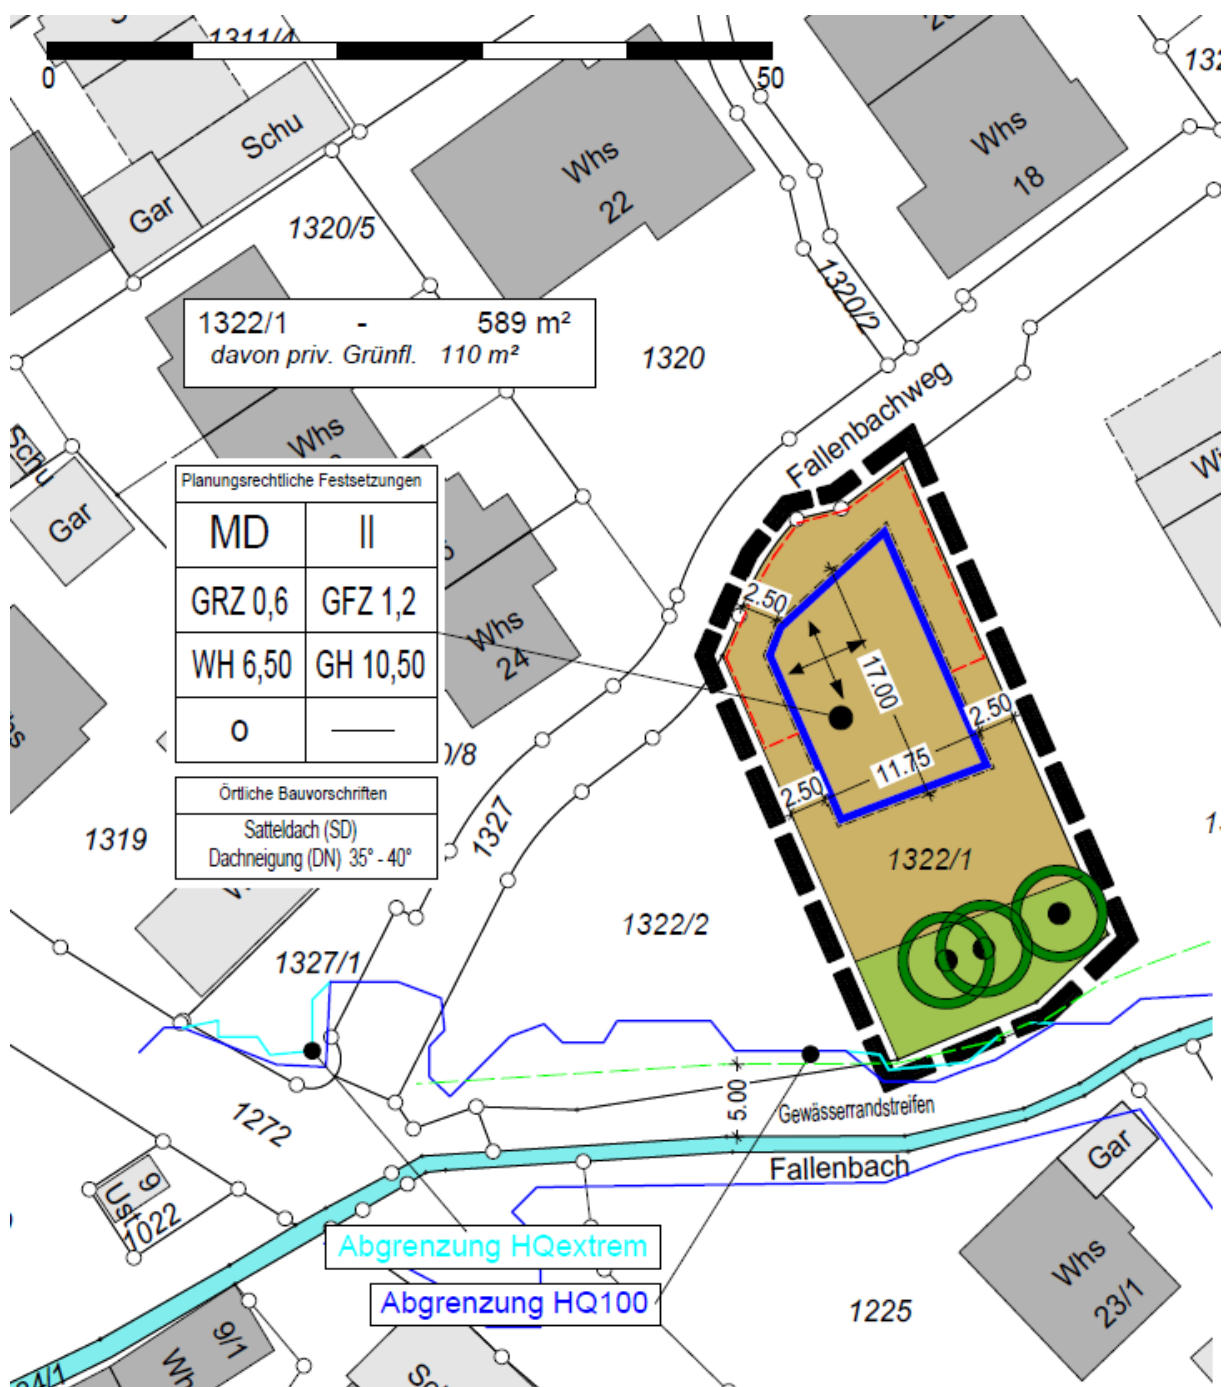 1311/4
0
50
Schu
Gar
1320/5
Whs
22
Whs
18
1320/2
1322/1 - 589 m²
davon priv. Grünfl. 110 m²
1320
Fallenbachweg
Whs
Schu
Gar
Planungsrechtliche Festsetzungen
MD II
GRZ 0,6 GFZ 1,2
WH 6,50 GH 10,50
o
Whs
24
2.50
17.00
2.50
11.75
2.50
Örtliche Bauvorschriften
Satteldach (SD)
Dachneigung (DN) 35° - 40°
1319
1327
1322/1
1322/2
1327/1
5.00
Gewässerrandstreifen
Fallenbach
1272
9
Ust
1022
Gar
Whs
23/1
Abgrenzung HQextrem
Abgrenzung HQ100
1225
9/1